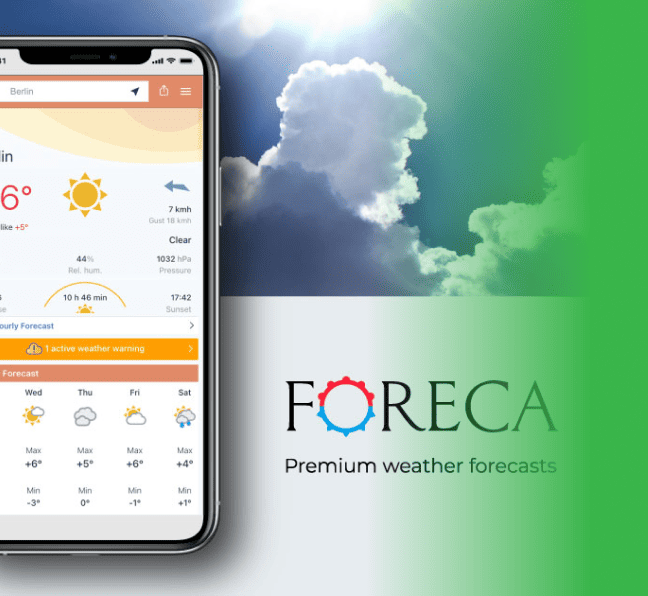 41
Berlin
lin
6°
like +5°
7 kmh
Gust 18 kmh
Clear
44% 1032 hPa
Rel. hum. Pressure
10 h 46 min 17:42
Sunset
ourly Forecast
1 active weather warning
Forecast
Wed Thu Fri Sat
Max Max Max Max
+6° +5° +6° +4°
Min Min Min Min
-3° 0° -1° +1°
FORECA
Premium weather forecasts